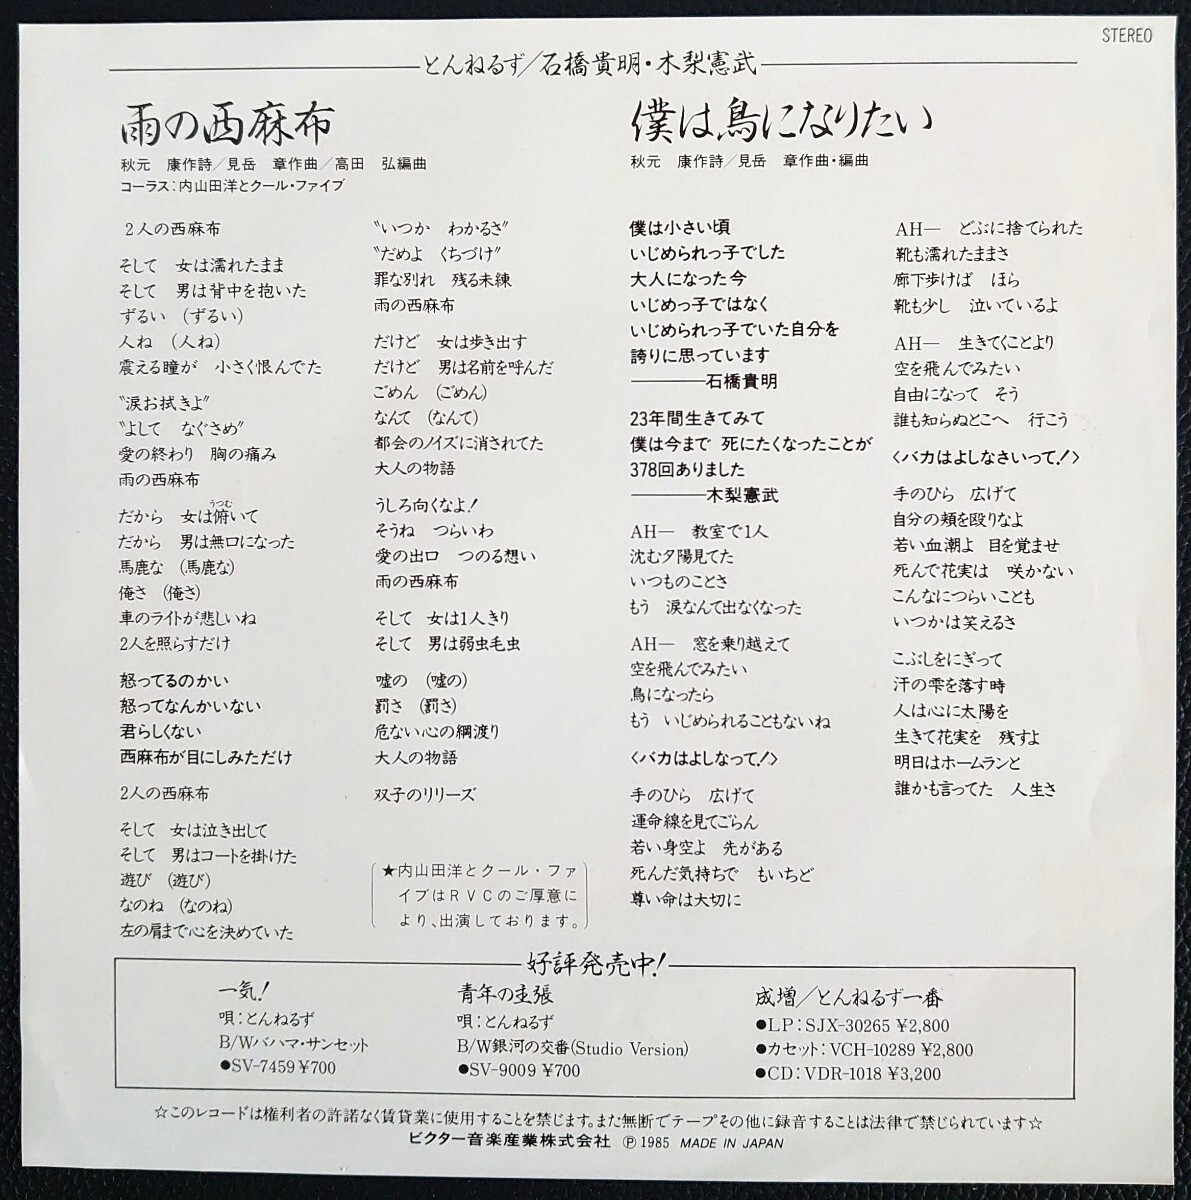 STEREO
とんねるず/石橋貴明・木梨憲武
雨の西麻布
秋元　康作詩/見岳　章作曲/高田　弘編曲
コーラス:内山田洋とクール・ファイブ
2人の西麻布
そして　女は濡れたまま
そして　男は背中を抱いた
ずるい　(ずるい)
人ね　(人ね)
震える瞳が　小さく恨んでた
“涙お拭きよ”
“よして　なぐさめ”
愛の終わり　胸の痛み
雨の西麻布
だから　女は俯いて
うつむ
だから　男は無口になった
馬鹿な　(馬鹿な)
俺さ　(俺さ)
車のライトが悲しいね
2人を照らすだけ
怒ってるのかい
怒ってなんかいない
君らしくない
西麻布が目にしみただけ
2人の西麻布
そして　女は泣き出して
そして　男はコートを掛けた
遊び　(遊び)
なのね　(なのね)
左の肩まで心を決めていた
“いつか　わかるさ”
“だめよ　くちづけ”
罪な別れ　残る未練
雨の西麻布
だけど　女は歩き出す
だけど　男は名前を呼んだ
ごめん　(ごめん)
なんて　(なんて)
都会のノイズに消されてた
大人の物語
うしろ向くなよ!
そうね　つらいわ
愛の出口　つのる想い
雨の西麻布
そして　女は1人きり
そして　男は弱虫毛虫
嘘の　(嘘の)
罰さ　(罰さ)
危ない心の綱渡り
大人の物語
双子のリリーズ
★内山田洋とクール・ファ
イブはRVCのご厚意に
より、出演しております。
僕は鳥になりたい
秋元　康作詩/見岳　章作曲・編曲
僕は小さい頃
いじめられっ子でした
大人になった今
いじめっ子ではなく
いじめられっ子でいた自分を
誇りに思っています
————石橋貴明
23年間生きてみて
僕は今まで　死にたくなったことが
378回ありました
————木梨憲武
AH—　教室で1人
沈む夕陽見てた
いつものことさ
もう　涙なんて出なくなった
AH—　窓を乗り越えて
空を飛んでみたい
鳥になったら
もう　いじめられることもないね
〈バカはよしなって!〉
手のひら　広げて
運命線を見てごらん
若い身空よ　先がある
死んだ気持ちで　もいちど
尊い命は大切に
AH—　どぶに捨てられた
靴も濡れたままさ
廊下歩けば　ほら
靴も少し　泣いているよ
AH—　生きてくことより
空を飛んでみたい
自由になって　そう
誰も知らぬとこへ　行こう
〈バカはよしなさいって!〉
手のひら　広げて
自分の頬を殴りなよ
若い血潮よ　目を覚ませ
死んで花実は　咲かない
こんなにつらいことも
いつかは笑えるさ
こぶしをにぎって
汗の雫を落す時
人は心に太陽を
生きて花実を　残すよ
明日はホームランと
誰かも言ってた　人生さ
好評発売中!
一気!
唄:とんねるず
B/Wバハマ・サンセット
●SV-7459 ¥700
青年の主張
唄:とんねるず
B/W銀河の交番(Studio Version)
●SV-9009 ¥700
成増/とんねるず一番
●LP:SJX-30265 ¥2,800
●カセット:VCH-10289 ¥2,800
●CD:VDR-1018 ¥3,200
☆このレコードは権利者の許諾なく賃貸業に使用することを禁じます。また無断でテープその他に録音することは法律で禁じられています☆
ビクター音楽産業株式会社 Ⓟ 1985 MADE IN JAPAN